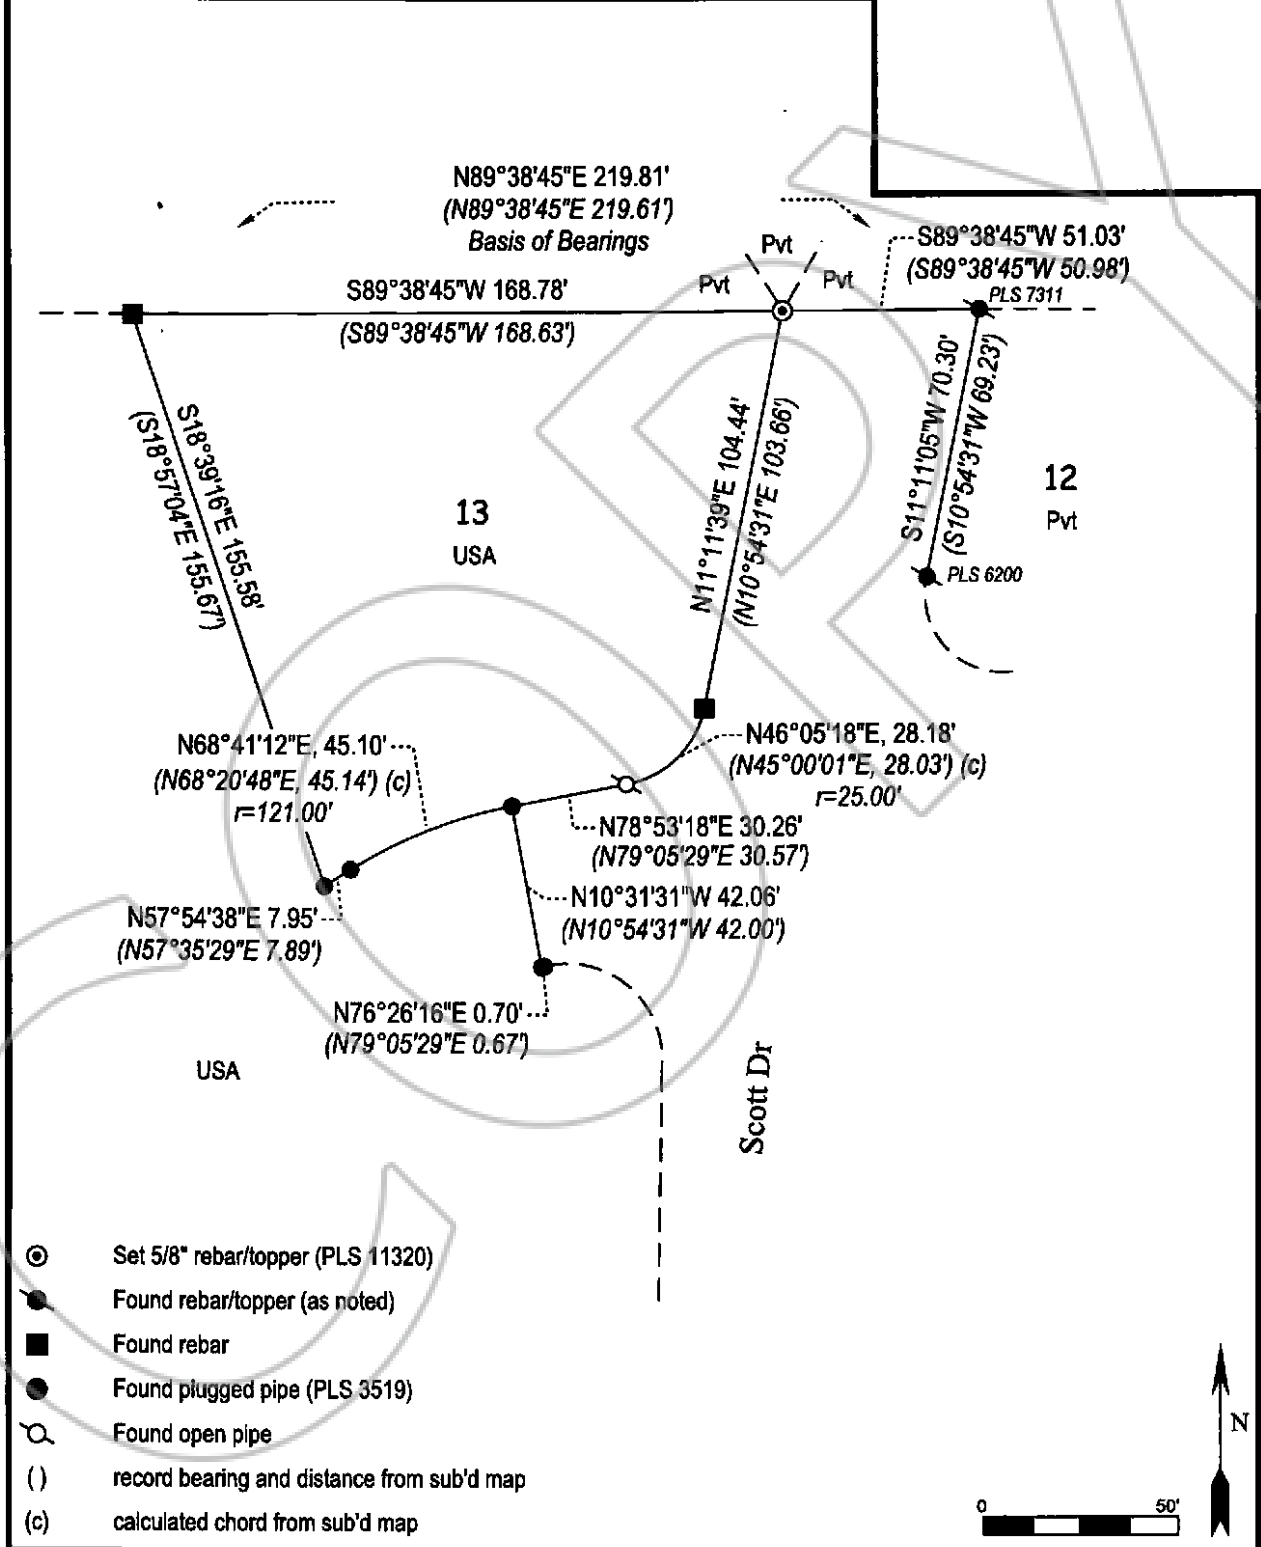 N89°38'45"E 219.81'
(N89°38'45"E 219.61')
Basis of Bearings
S89°38'45"W 51.03'
(S89°38'45"W 50.98')
PLS 7311
Pvt
Pvt
Pvt
S89°38'45"W 168.78'
(S89°38'45"W 168.63')
S18°39'16"E 155.58'
(S18°57'04"E 155.67')
N11°11'39"E 104.44'
(N10°54'31"E 103.66')
S11°11'05"W 70.30'
(S10°54'31"W 69.23')
13
USA
12
Pvt
PLS 6200
N68°41'12"E, 45.10'
(N68°20'48"E, 45.14') (c)
r=121.00'
N46°05'18"E, 28.18'
(N45°00'01"E, 28.03') (c)
r=25.00'
N78°53'18"E 30.26'
(N79°05'29"E 30.57')
N10°31'31"W 42.06'
(N10°54'31"W 42.00')
N57°54'38"E 7.95'
(N57°35'29"E 7.89')
N76°26'16"E 0.70'
(N79°05'29"E 0.67')
USA
Scott Dr
Set 5/8" rebar/topper (PLS 11320)
Found rebar/topper (as noted)
Found rebar
Found plugged pipe (PLS 3519)
Found open pipe
( ) record bearing and distance from sub'd map
(c) calculated chord from sub'd map
0 50'
N
COPY